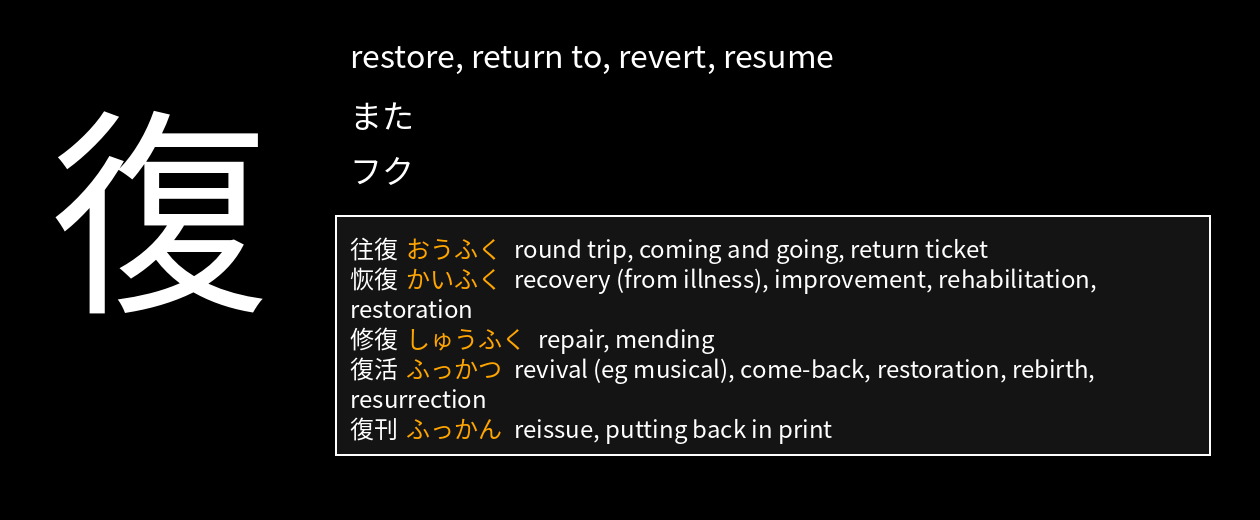 復
restore, return to, revert, resume
また
フク
往復 おうふく round trip, coming and going, return ticket
恢復 かいふく recovery (from illness), improvement, rehabilitation,
restoration
修復 しゅうふく repair, mending
復活 ふっかつ revival (eg musical), come-back, restoration, rebirth,
resurrection
復刊 ふっかん reissue, putting back in print